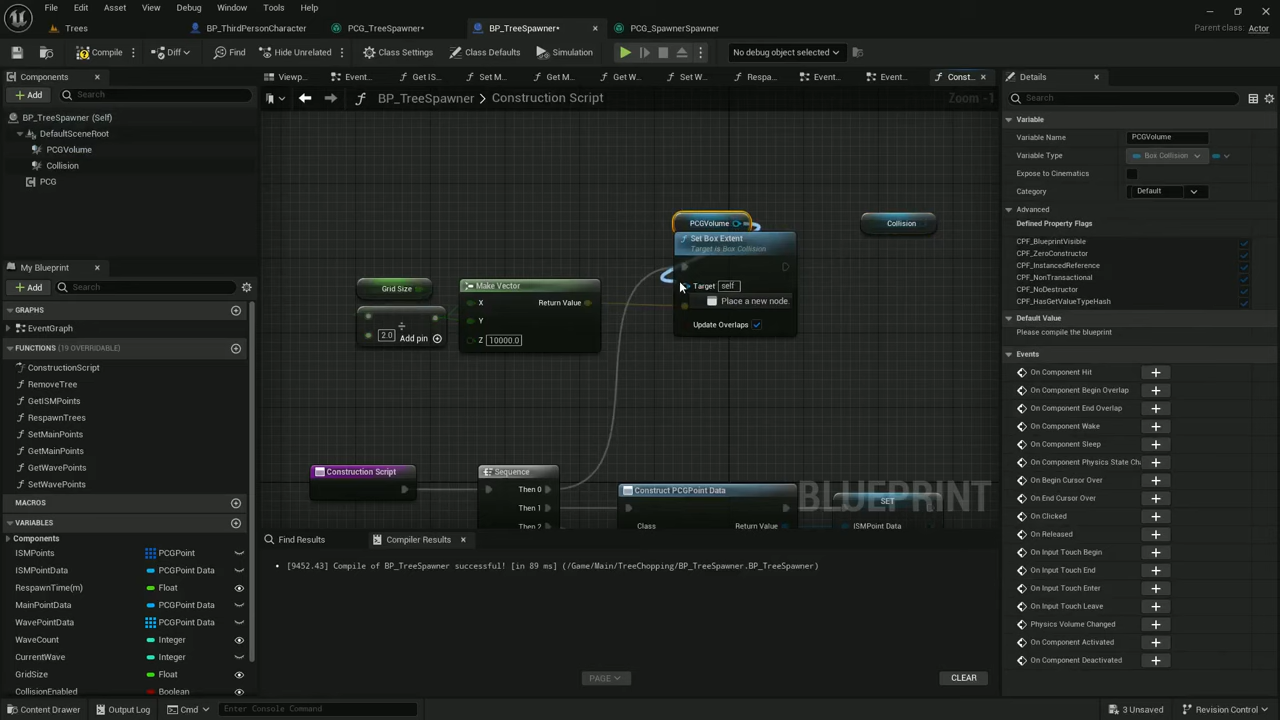 File Edit Asset View Debug Window Tools Help
Trees BP_ThirdPersonCharacter PCG_TreeSpawner* BP_TreeSpawner* PCG_SpawnerSpawner Parent class: Actor
Compile Diff Find Hide Unrelated Class Settings Class Defaults Simulation No debug object selected
Components
Add Search
BP_TreeSpawner (Self)
DefaultSceneRoot
PCGVolume
Collision
PCG
My Blueprint
Add Search
GRAPHS
EventGraph
FUNCTIONS (19 OVERRIDABLE)
ConstructionScript
RemoveTree
GetISMPoints
RespawnTrees
SetMainPoints
GetMainPoints
GetWavePoints
SetWavePoints
MACROS
VARIABLES
Components
ISMPoints PCGPoint
ISMPointData PCGPoint Data
RespawnTime(m) Float
MainPointData PCGPoint Data
WavePointData PCGPoint Data
WaveCount Integer
CurrentWave Integer
GridSize Float
CollisionEnabled Boolean
Viewp... Event... Get IS... Set M... Get M... Get W... Set W... Respa... Event... Event... Const...
BP_TreeSpawner > Construction Script Zoom -1
PCGVolume
Set Box Extent
Target is Box Collision
Target self
Place a new node.
Update Overlaps
Collision
Grid Size
÷
2.0 Add pin
Make Vector
X Return Value
Y
Z 10000.0
Construction Script
Sequence
Then 0
Then 1
Then 2
Construct PCGPoint Data
Class Return Value
SET
ISMPoint Data
BLUEPRINT
Find Results Compiler Results
[9452.43] Compile of BP_TreeSpawner successful! [in 89 ms] (/Game/Main/TreeChopping/BP_TreeSpawner.BP_TreeSpawner)
PAGE CLEAR
Details
Search
Variable
Variable Name PCGVolume
Variable Type Box Collision
Expose to Cinematics
Category Default
Advanced
Defined Property Flags
CPF_BlueprintVisible
CPF_ZeroConstructor
CPF_InstancedReference
CPF_NonTransactional
CPF_NoDestructor
CPF_HasGetValueTypeHash
Default Value
Please compile the blueprint
Events
On Component Hit
On Component Begin Overlap
On Component End Overlap
On Component Wake
On Component Sleep
On Component Physics State Ch
On Begin Cursor Over
On End Cursor Over
On Clicked
On Released
On Input Touch Begin
On Input Touch End
On Input Touch Enter
On Input Touch Leave
Physics Volume Changed
On Component Activated
On Component Deactivated
Content Drawer Output Log Cmd Enter Console Command 3 Unsaved Revision Control